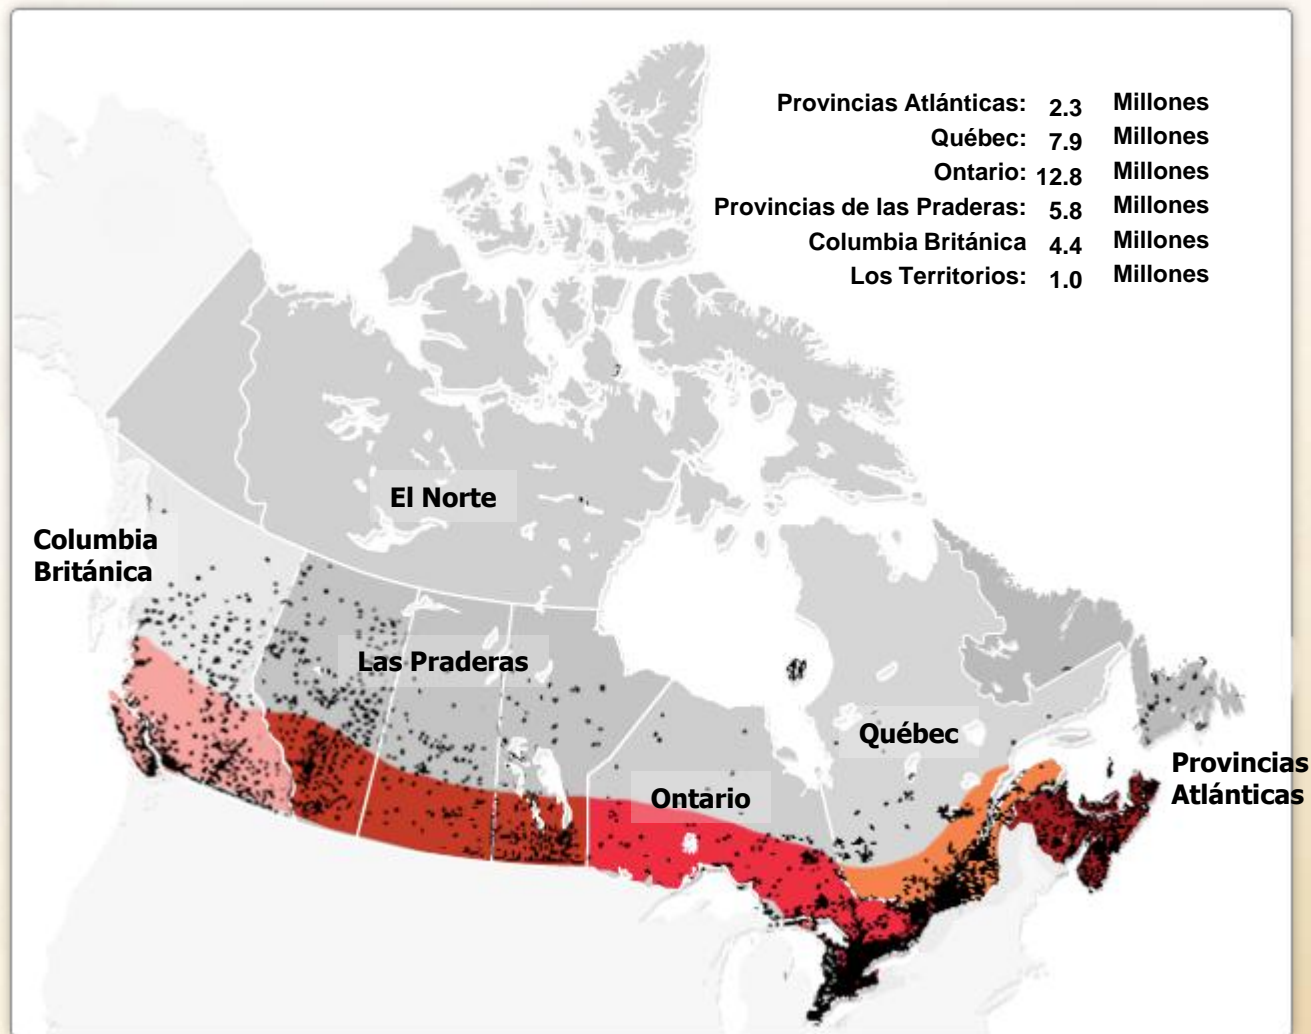 Provincias Atlánticas: 2.3 Millones
Québec: 7.9 Millones
Ontario: 12.8 Millones
Provincias de las Praderas: 5.8 Millones
Columbia Británica 4.4 Millones
Los Territorios: 1.0 Millones
El Norte
Columbia
Británica
Las Praderas
Québec
Ontario
Provincias
Atlánticas